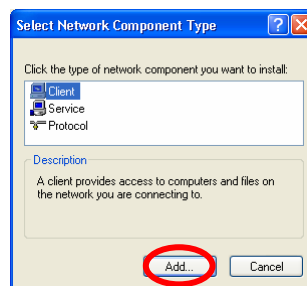 Select Network Component Type
Click the type of network component you want to install:
Client
Service
Protocol
Description
A client provides access to computers and files on
the network you are connecting to.
Add...
Cancel